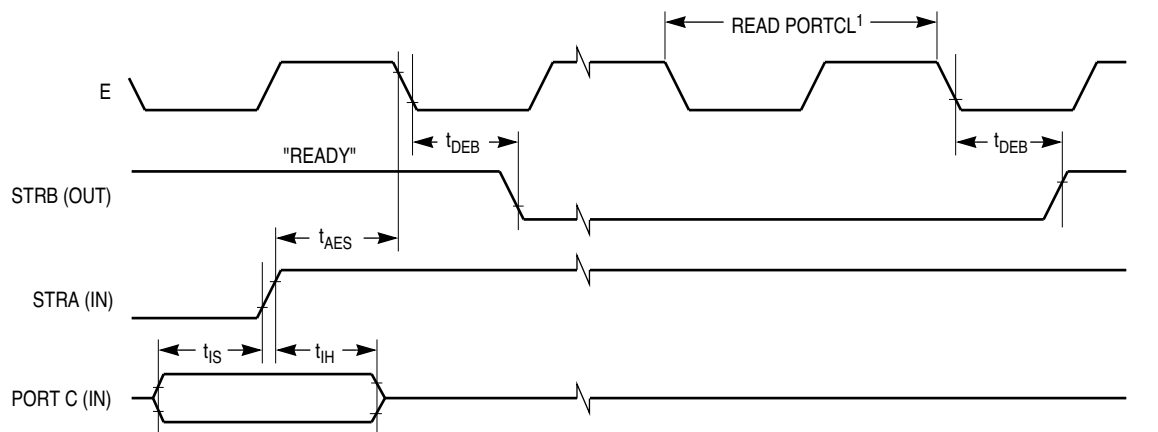 READ PORTCL1
E
tDEB
tDEB
"READY"
STRB (OUT)
tAES
STRA (IN)
tIS
tIH
PORT C (IN)